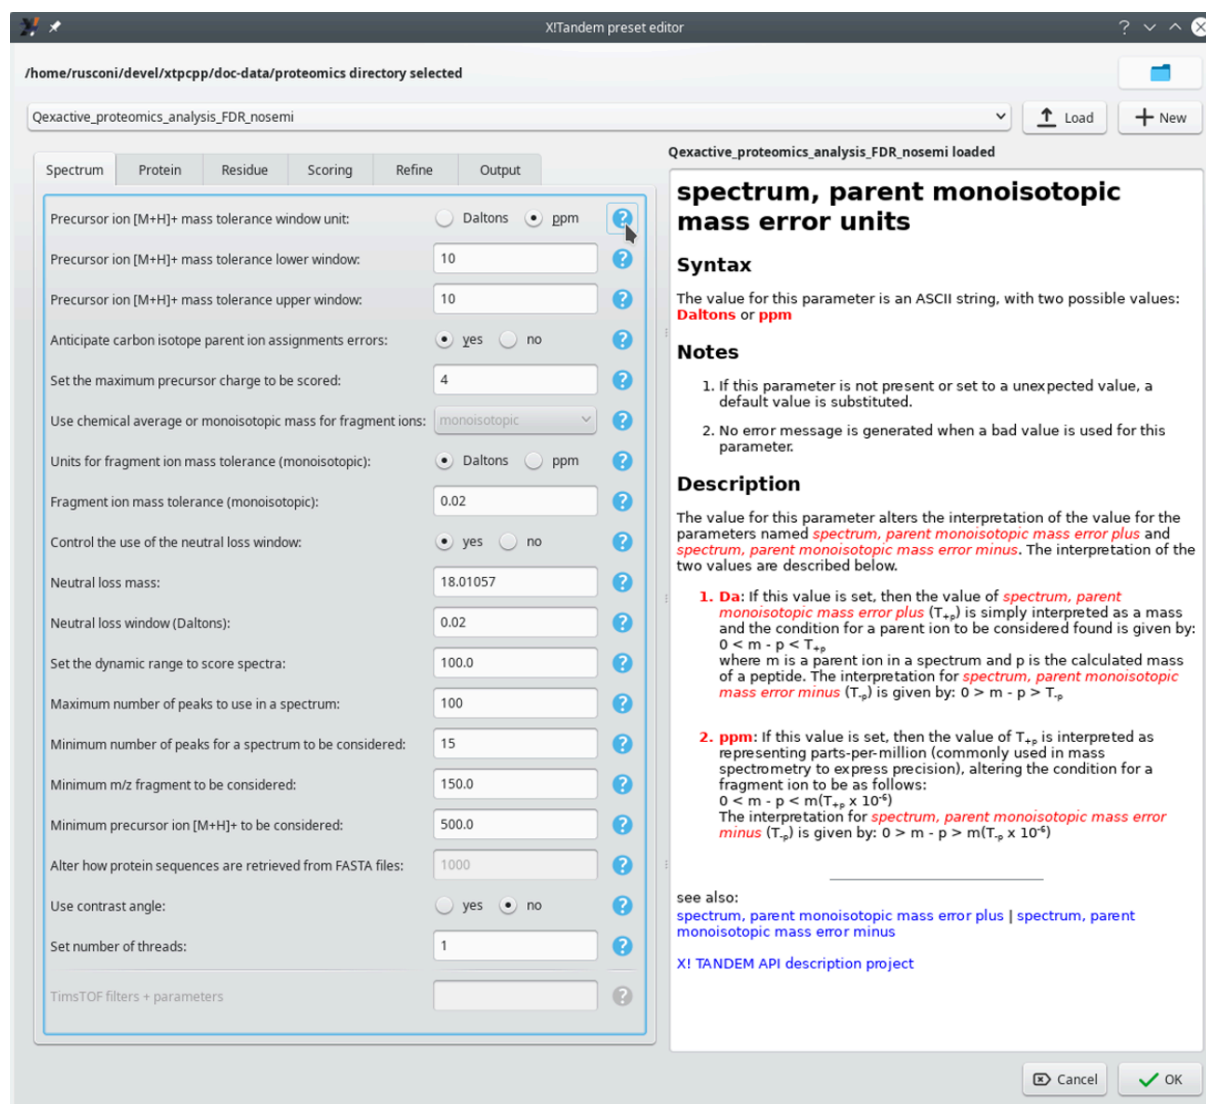 X!Tandem preset editor
/home/rusconi/devel/xtpcpp/doc-data/proteomics directory selected
Qexactive_proteomics_analysis_FDR_nosemi
Load
New
Spectrum Protein Residue Scoring Refine Output
Precursor ion [M+H]+ mass tolerance window unit: Daltons ppm
Precursor ion [M+H]+ mass tolerance lower window: 10
Precursor ion [M+H]+ mass tolerance upper window: 10
Anticipate carbon isotope parent ion assignments errors: yes no
Set the maximum precursor charge to be scored: 4
Use chemical average or monoisotopic mass for fragment ions: monoisotopic
Units for fragment ion mass tolerance (monoisotopic): Daltons ppm
Fragment ion mass tolerance (monoisotopic): 0.02
Control the use of the neutral loss window: yes no
Neutral loss mass: 18.01057
Neutral loss window (Daltons): 0.02
Set the dynamic range to score spectra: 100.0
Maximum number of peaks to use in a spectrum: 100
Minimum number of peaks for a spectrum to be considered: 15
Minimum m/z fragment to be considered: 150.0
Minimum precursor ion [M+H]+ to be considered: 500.0
Alter how protein sequences are retrieved from FASTA files: 1000
Use contrast angle: yes no
Set number of threads: 1
TimsTOF filters + parameters
Qexactive_proteomics_analysis_FDR_nosemi loaded
spectrum, parent monoisotopic
mass error units
Syntax
The value for this parameter is an ASCII string, with two possible values:
Daltons or ppm
Notes
1. If this parameter is not present or set to a unexpected value, a
default value is substituted.
2. No error message is generated when a bad value is used for this
parameter.
Description
The value for this parameter alters the interpretation of the value for the
parameters named spectrum, parent monoisotopic mass error plus and
spectrum, parent monoisotopic mass error minus. The interpretation of the
two values are described below.
1. Da: If this value is set, then the value of spectrum, parent
monoisotopic mass error plus (T+p) is simply interpreted as a mass
and the condition for a parent ion to be considered found is given by:
0 < m - p < T+p
where m is a parent ion in a spectrum and p is the calculated mass
of a peptide. The interpretation for spectrum, parent monoisotopic
mass error minus (T-p) is given by: 0 > m - p > T-p
2. ppm: If this value is set, then the value of T+p is interpreted as
representing parts-per-million (commonly used in mass
spectrometry to express precision), altering the condition for a
fragment ion to be as follows:
0 < m - p < m(T+p x 10-6)
The interpretation for spectrum, parent monoisotopic mass error
minus (T-p) is given by: 0 > m - p > m(T-p x 10-6)
see also:
spectrum, parent monoisotopic mass error plus | spectrum, parent
monoisotopic mass error minus
X! TANDEM API description project
Cancel
OK